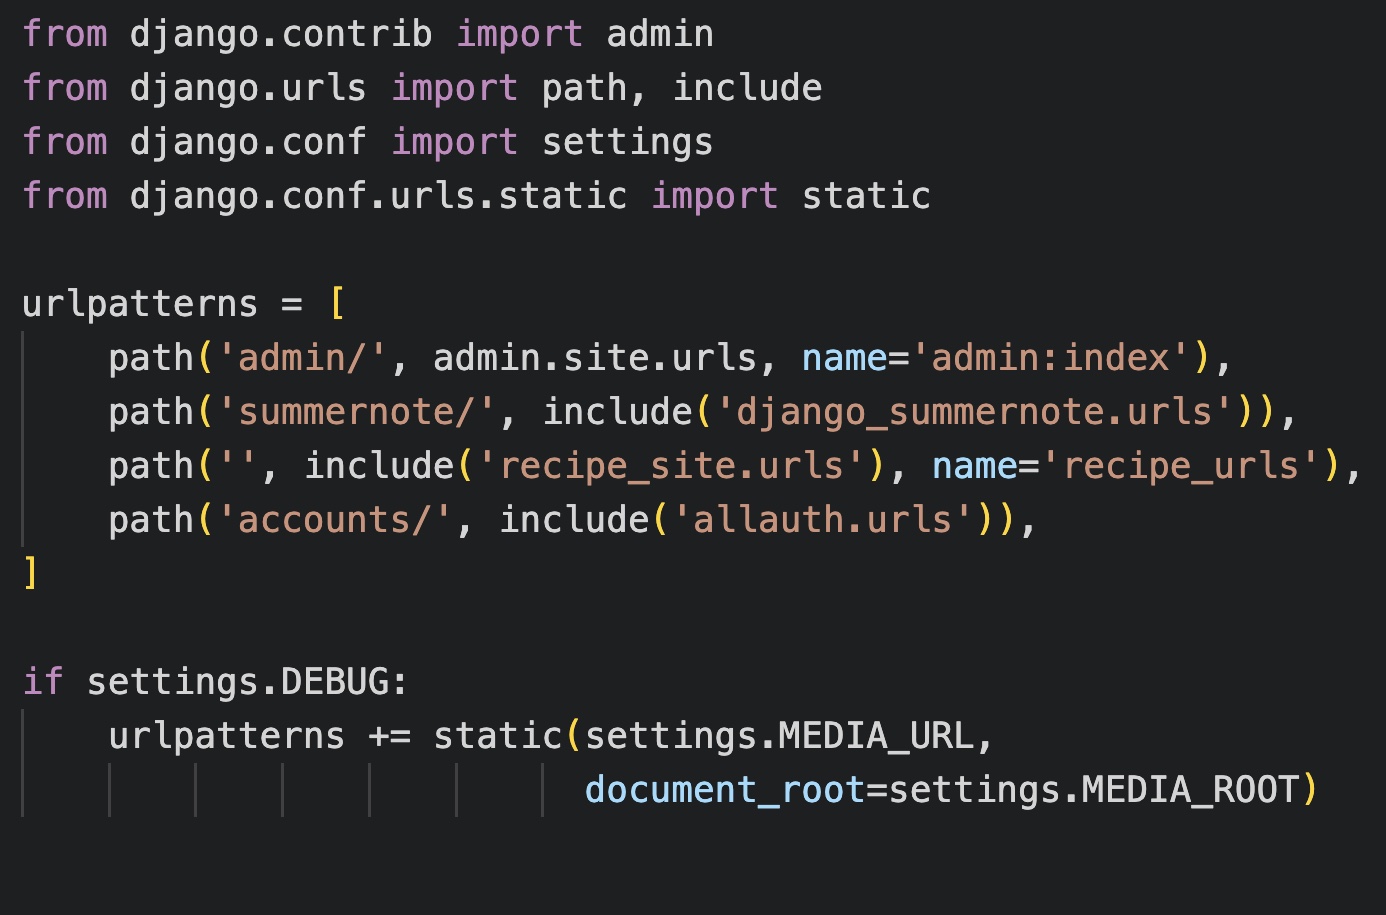 from django.contrib import admin
from django.urls import path, include
from django.conf import settings
from django.conf.urls.static import static

urlpatterns = [
    path('admin/', admin.site.urls, name='admin:index'),
    path('summernote/', include('django_summernote.urls')),
    path('', include('recipe_site.urls'), name='recipe_urls'),
    path('accounts/', include('allauth.urls')),
]

if settings.DEBUG:
    urlpatterns += static(settings.MEDIA_URL,
                          document_root=settings.MEDIA_ROOT)